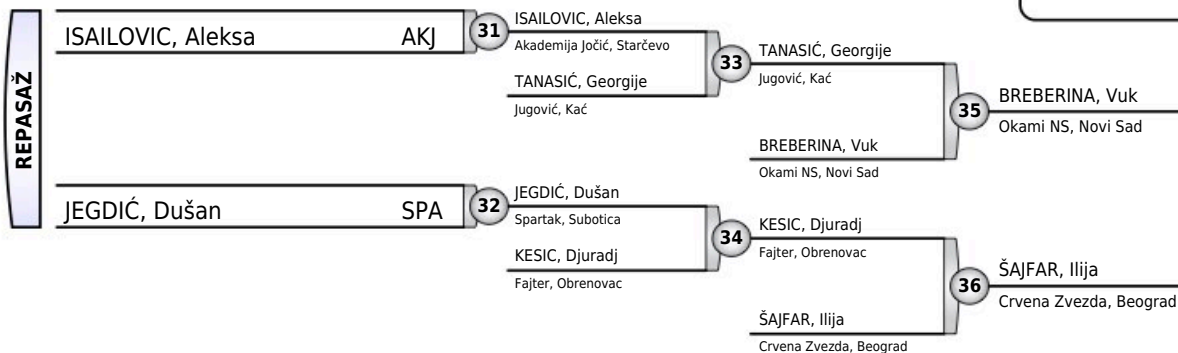 REPASAŽ
ISAILOVIC, Aleksa AKJ
31
ISAILOVIC, Aleksa
Akademija Jočić, Starčevo
TANASIĆ, Georgije
Jugović, Kać
33
TANASIĆ, Georgije
Jugović, Kać
BREBERINA, Vuk
Okami NS, Novi Sad
35
BREBERINA, Vuk
Okami NS, Novi Sad
JEGDIĆ, Dušan SPA
32
JEGDIĆ, Dušan
Spartak, Subotica
KESIC, Djuradj
Fajter, Obrenovac
34
KESIC, Djuradj
Fajter, Obrenovac
ŠAJFAR, Ilija
Crvena Zvezda, Beograd
36
ŠAJFAR, Ilija
Crvena Zvezda, Beograd